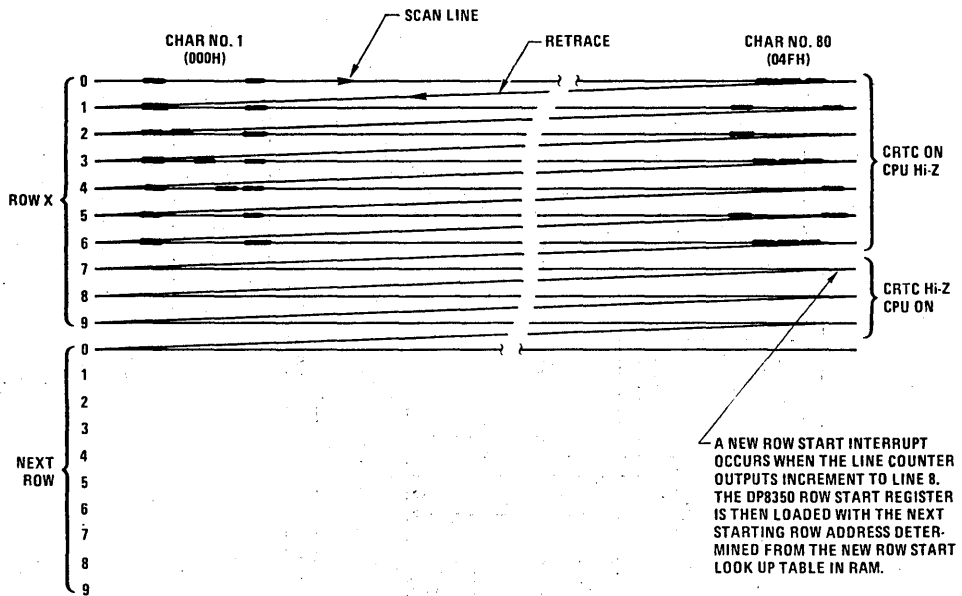 SCAN LINE
CHAR NO. 1
(000H)
RETRACE
CHAR NO. 80
(04FH)
ROW X
0
1
2
3
4
5
6
7
8
9
CRTC ON
CPU Hi-Z
CRTC Hi-Z
CPU ON
NEXT
ROW
0
1
2
3
4
5
6
7
8
9
A NEW ROW START INTERRUPT
OCCURS WHEN THE LINE COUNTER
OUTPUTS INCREMENT TO LINE 8.
THE DP8350 ROW START REGISTER
IS THEN LOADED WITH THE NEXT
STARTING ROW ADDRESS DETER-
MINED FROM THE NEW ROW START
LOOK UP TABLE IN RAM.